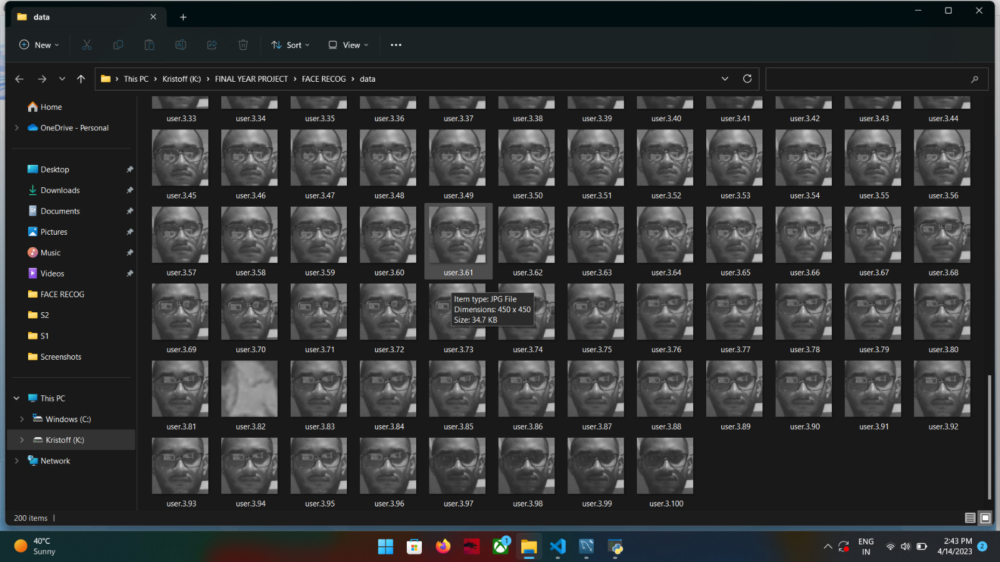 data
New
Sort
View
This PC > Kristoff (K:) > FINAL YEAR PROJECT > FACE RECOG > data
Home
OneDrive - Personal
Desktop
Downloads
Documents
Pictures
Music
Videos
FACE RECOG
S2
S1
Screenshots
This PC
Windows (C:)
Kristoff (K:)
Network
user.3.33 user.3.34 user.3.35 user.3.36 user.3.37 user.3.38 user.3.39 user.3.40 user.3.41 user.3.42 user.3.43 user.3.44
user.3.45 user.3.46 user.3.47 user.3.48 user.3.49 user.3.50 user.3.51 user.3.52 user.3.53 user.3.54 user.3.55 user.3.56
user.3.57 user.3.58 user.3.59 user.3.60 user.3.61 user.3.62 user.3.63 user.3.64 user.3.65 user.3.66 user.3.67 user.3.68
Item type: JPG File
Dimensions: 450 x 450
Size: 34.7 KB
user.3.69 user.3.70 user.3.71 user.3.72 user.3.73 user.3.74 user.3.75 user.3.76 user.3.77 user.3.78 user.3.79 user.3.80
user.3.81 user.3.82 user.3.83 user.3.84 user.3.85 user.3.86 user.3.87 user.3.88 user.3.89 user.3.90 user.3.91 user.3.92
user.3.93 user.3.94 user.3.95 user.3.96 user.3.97 user.3.98 user.3.99 user.3.100
200 items
40°C
Sunny
1
ENG
IN
2:43 PM
4/14/2023
2